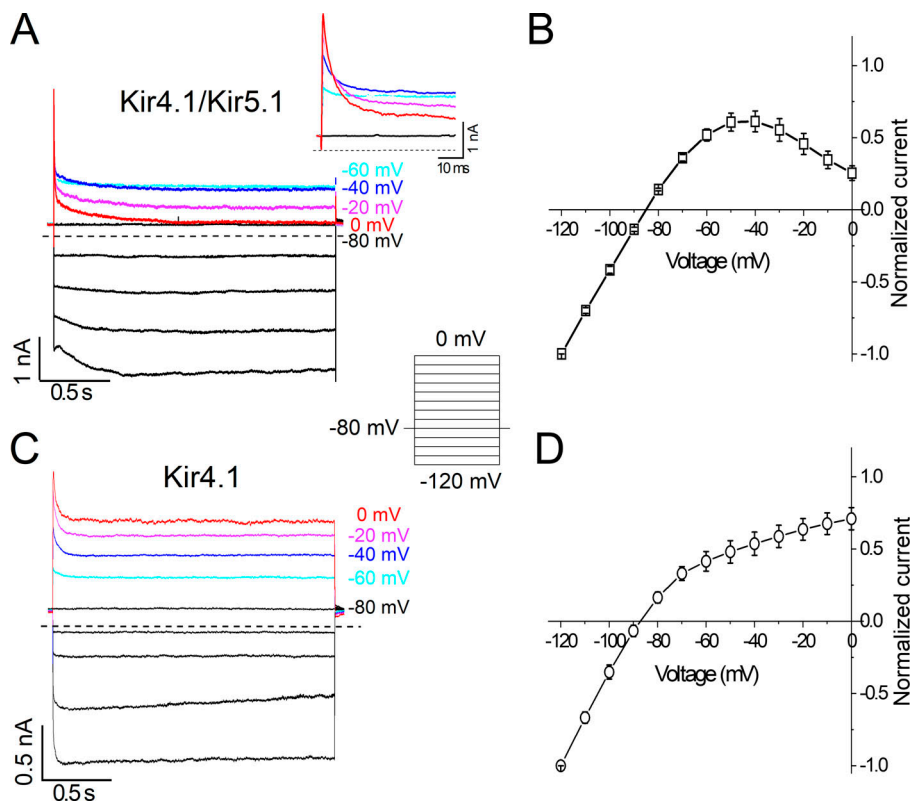 A
Kir4.1/Kir5.1
1 nA
10 ms
-60 mV
-40 mV
-20 mV
0 mV
-80 mV
1 nA
0.5 s
B
1.0
0.5
0.0
-0.5
-1.0
-120 -100 -80 -60 -40 -20 0
Voltage (mV)
Normalized current
0 mV
-80 mV
-120 mV
C
Kir4.1
0 mV
-20 mV
-40 mV
-60 mV
-80 mV
0.5 nA
0.5 s
D
1.0
0.5
0.0
-0.5
-1.0
-120 -100 -80 -60 -40 -20 0
Voltage (mV)
Normalized current